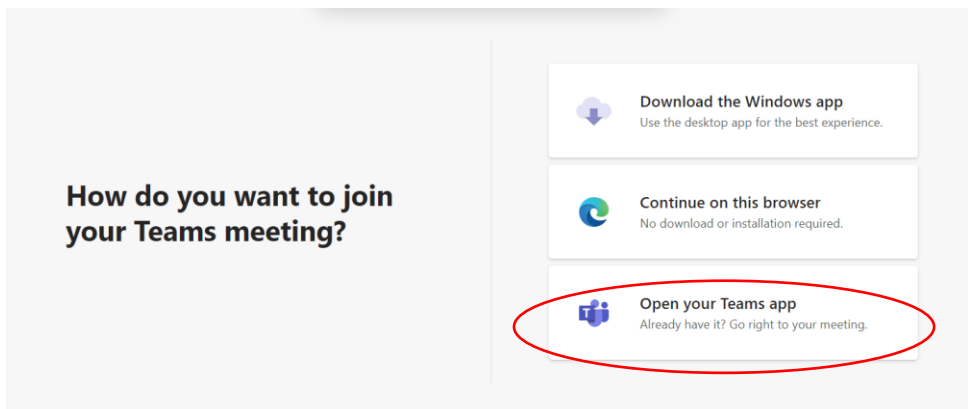 How do you want to join
your Teams meeting?
Download the Windows app
Use the desktop app for the best experience.
Continue on this browser
No download or installation required.
Open your Teams app
Already have it? Go right to your meeting.